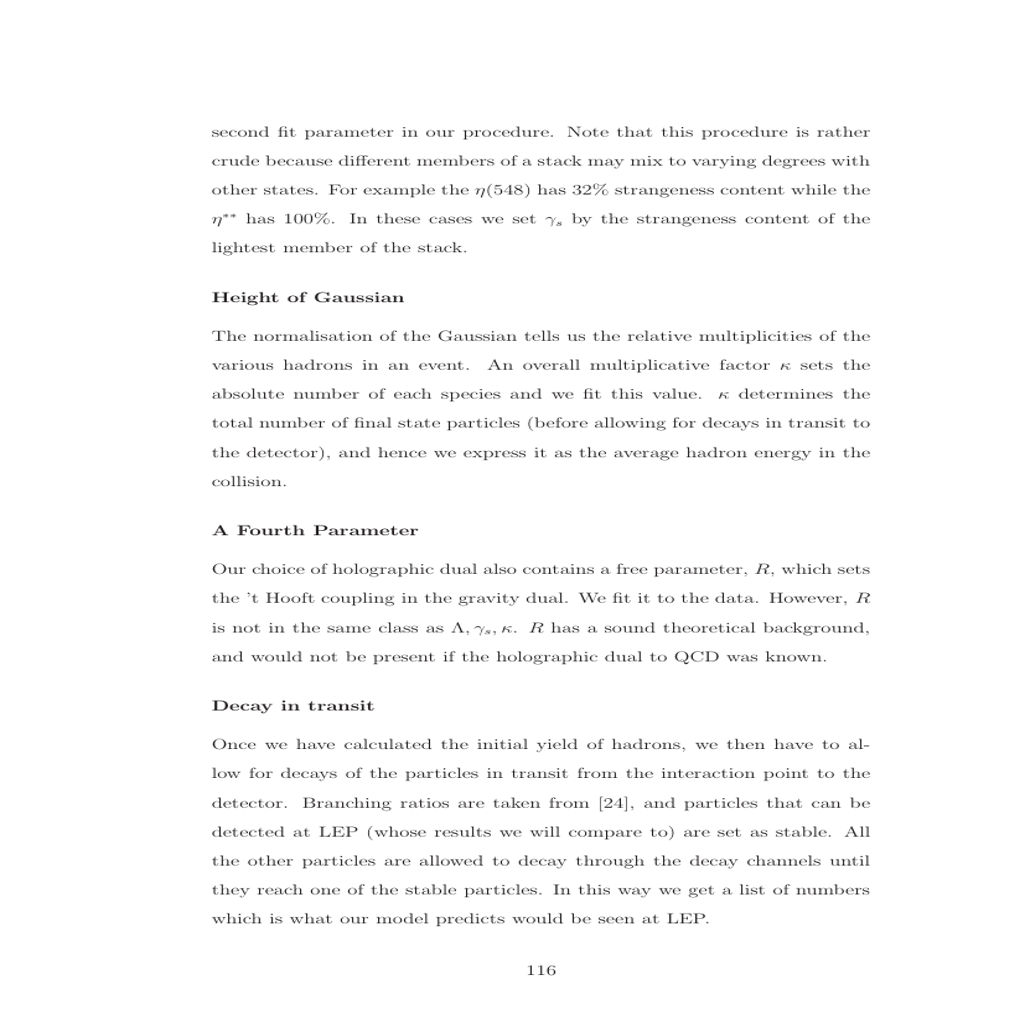 second fit parameter in our procedure. Note that this procedure is rather
crude because different members of a stack may mix to varying degrees with
other states. For example the η(548) has 32% strangeness content while the
η** has 100%. In these cases we set γₛ by the strangeness content of the
lightest member of the stack.
Height of Gaussian
The normalisation of the Gaussian tells us the relative multiplicities of the
various hadrons in an event. An overall multiplicative factor κ sets the
absolute number of each species and we fit this value. κ determines the
total number of final state particles (before allowing for decays in transit to
the detector), and hence we express it as the average hadron energy in the
collision.
A Fourth Parameter
Our choice of holographic dual also contains a free parameter, R, which sets
the 't Hooft coupling in the gravity dual. We fit it to the data. However, R
is not in the same class as Λ, γₛ, κ. R has a sound theoretical background,
and would not be present if the holographic dual to QCD was known.
Decay in transit
Once we have calculated the initial yield of hadrons, we then have to al-
low for decays of the particles in transit from the interaction point to the
detector. Branching ratios are taken from [24], and particles that can be
detected at LEP (whose results we will compare to) are set as stable. All
the other particles are allowed to decay through the decay channels until
they reach one of the stable particles. In this way we get a list of numbers
which is what our model predicts would be seen at LEP.
116